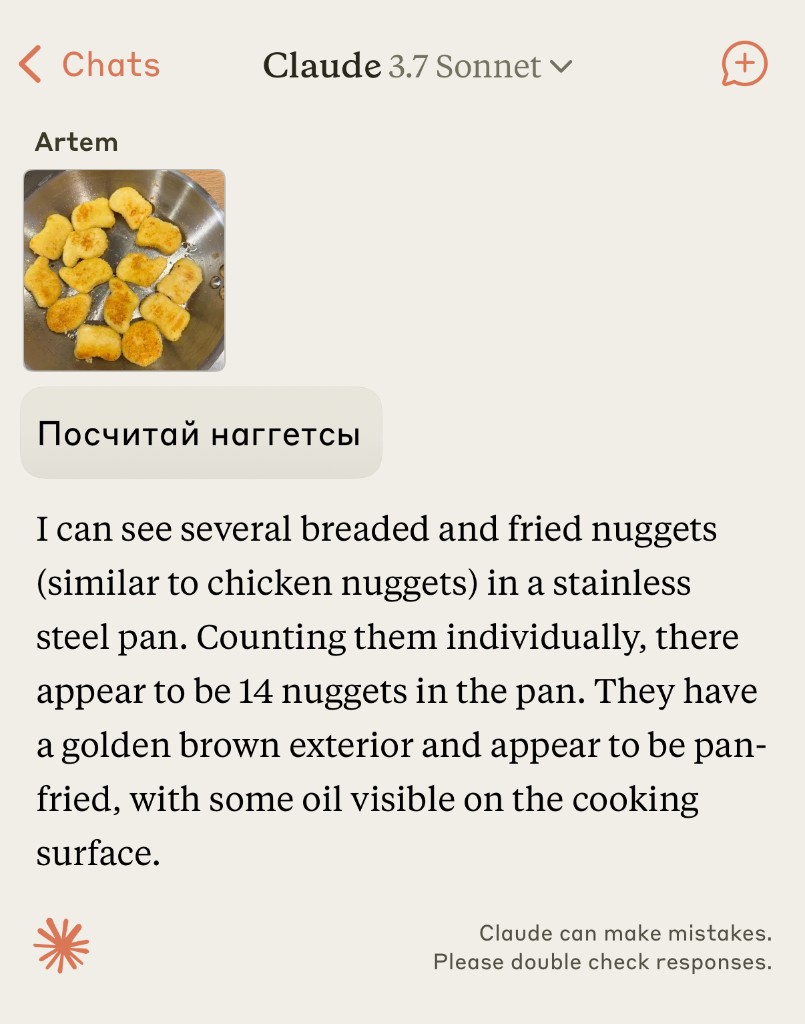 Chats
Claude 3.7 Sonnet
Artem
Посчитай наггетсы
I can see several breaded and fried nuggets
(similar to chicken nuggets) in a stainless
steel pan. Counting them individually, there
appear to be 14 nuggets in the pan. They have
a golden brown exterior and appear to be pan-
fried, with some oil visible on the cooking
surface.
Claude can make mistakes.
Please double check responses.